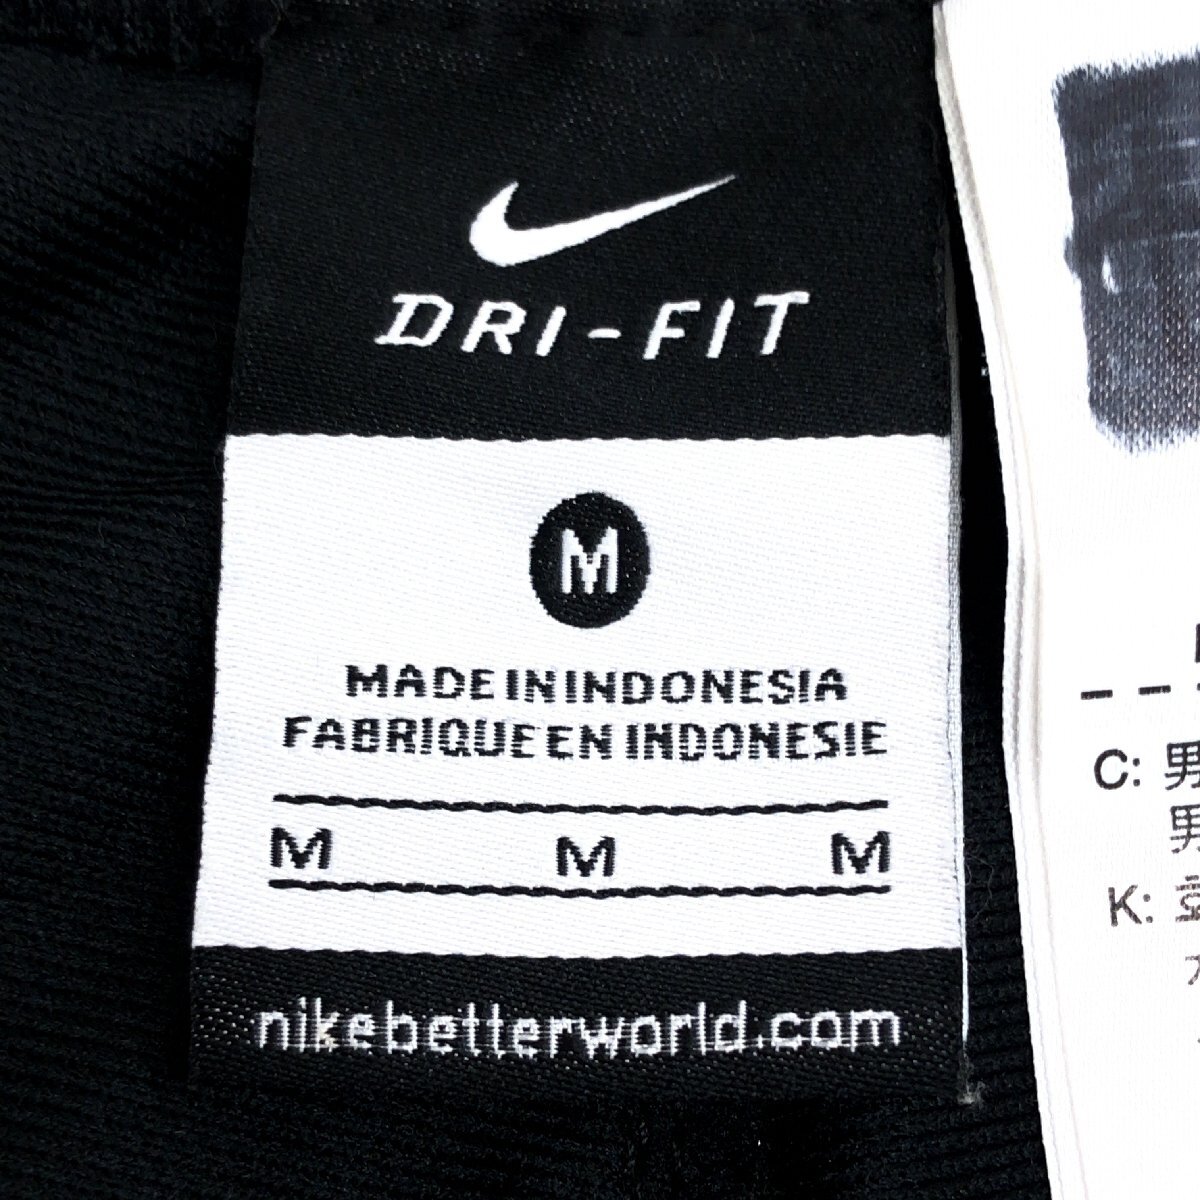 DRI-FIT
M
MADE IN INDONESIA
FABRIQUE EN INDONESIE
M M M
nikebetterworld.com
C: 男
男
K: